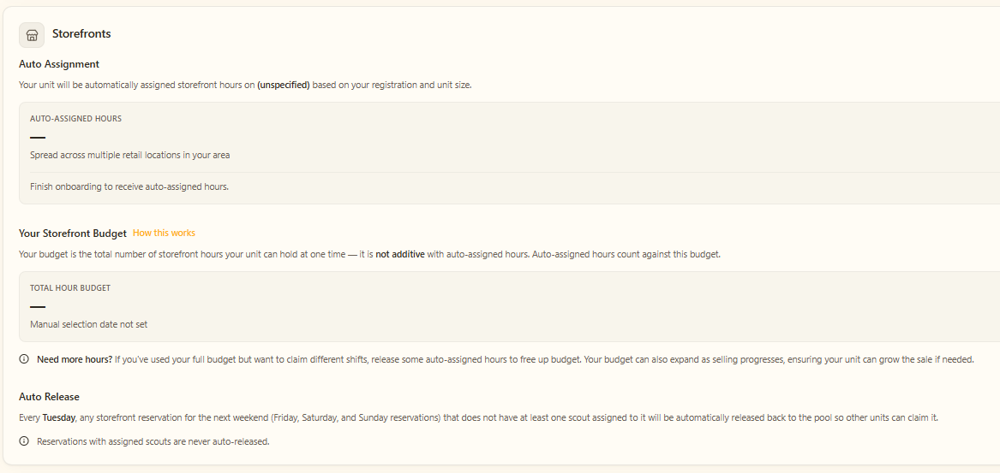 Storefronts
Auto Assignment
Your unit will be automatically assigned storefront hours on (unspecified) based on your registration and unit size.
AUTO-ASSIGNED HOURS
—
Spread across multiple retail locations in your area
Finish onboarding to receive auto-assigned hours.
Your Storefront Budget How this works
Your budget is the total number of storefront hours your unit can hold at one time — it is not additive with auto-assigned hours. Auto-assigned hours count against this budget.
TOTAL HOUR BUDGET
—
Manual selection date not set
Need more hours? If you've used your full budget but want to claim different shifts, release some auto-assigned hours to free up budget. Your budget can also expand as selling progresses, ensuring your unit can grow the sale if needed.
Auto Release
Every Tuesday, any storefront reservation for the next weekend (Friday, Saturday, and Sunday reservations) that does not have at least one scout assigned to it will be automatically released back to the pool so other units can claim it.
Reservations with assigned scouts are never auto-released.